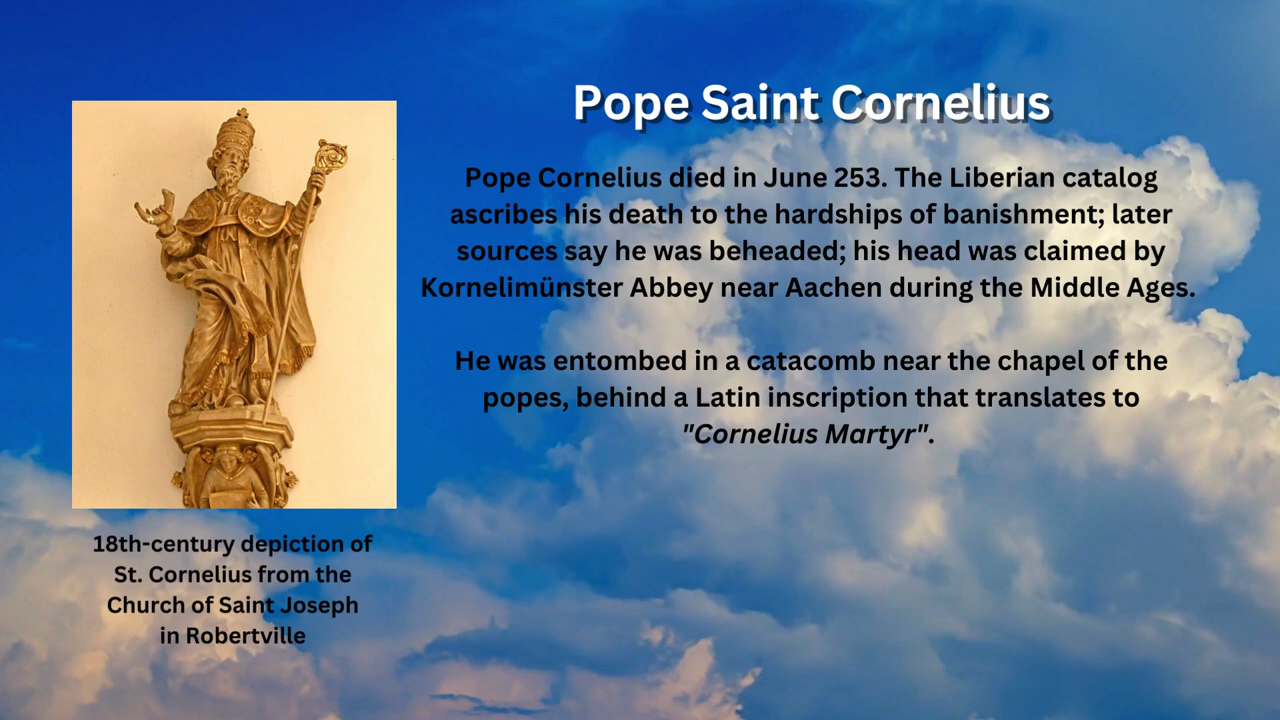 Pope Saint Cornelius
Pope Cornelius died in June 253. The Liberian catalog
ascribes his death to the hardships of banishment; later
sources say he was beheaded; his head was claimed by
Kornelimünster Abbey near Aachen during the Middle Ages.
He was entombed in a catacomb near the chapel of the
popes, behind a Latin inscription that translates to
"Cornelius Martyr".
18th-century depiction of
St. Cornelius from the
Church of Saint Joseph
in Robertville